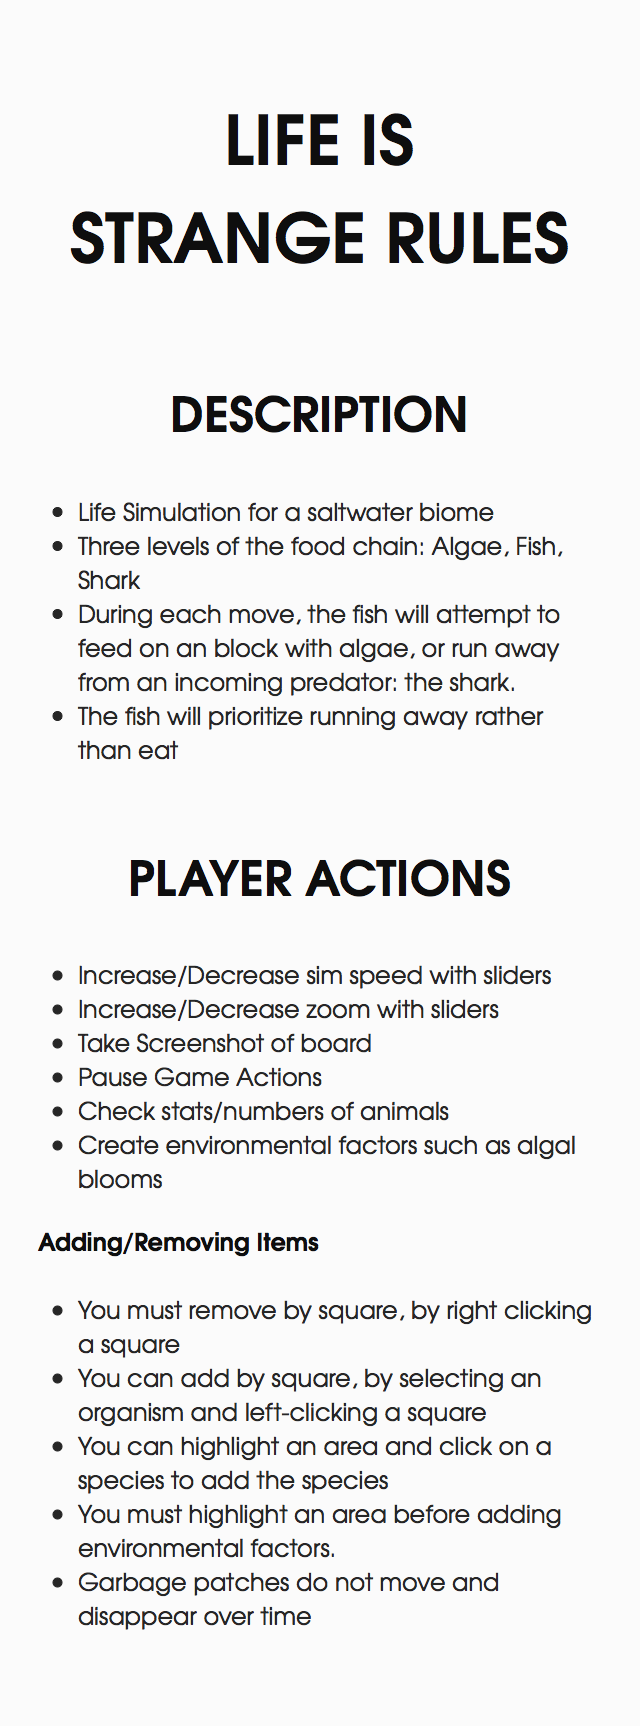 LIFE IS
STRANGE RULES
DESCRIPTION
• Life Simulation for a saltwater biome
• Three levels of the food chain: Algae, Fish,
Shark
• During each move, the fish will attempt to
feed on an block with algae, or run away
from an incoming predator: the shark.
• The fish will prioritize running away rather
than eat
PLAYER ACTIONS
• Increase/Decrease sim speed with sliders
• Increase/Decrease zoom with sliders
• Take Screenshot of board
• Pause Game Actions
• Check stats/numbers of animals
• Create environmental factors such as algal
blooms
Adding/Removing Items
• You must remove by square, by right clicking
a square
• You can add by square, by selecting an
organism and left-clicking a square
• You can highlight an area and click on a
species to add the species
• You must highlight an area before adding
environmental factors.
• Garbage patches do not move and
disappear over time